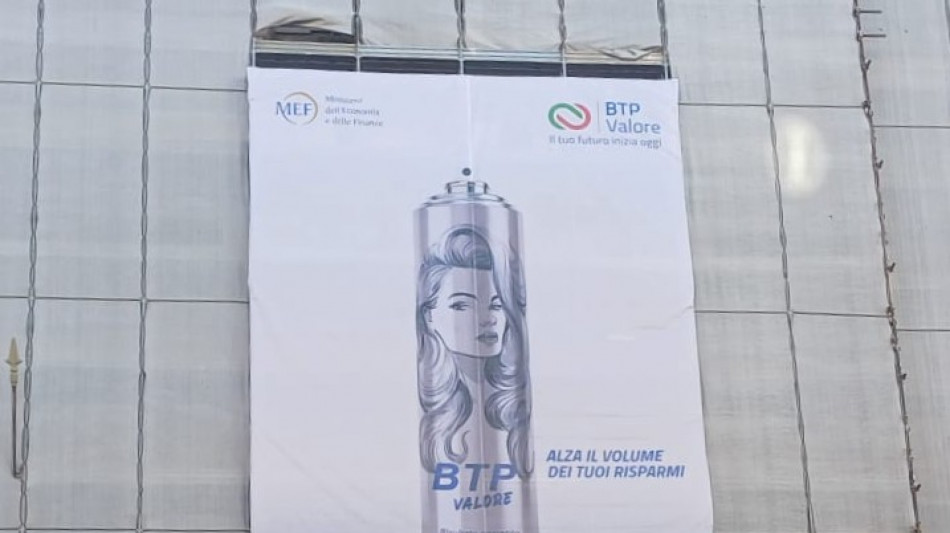 MEF
Ministero
dell'Economia
e delle Finanze
BTP
Valore
Il tuo futuro inizia oggi
BTP
VALORE
ALZA IL VOLUME
DEI TUOI RISPARMI